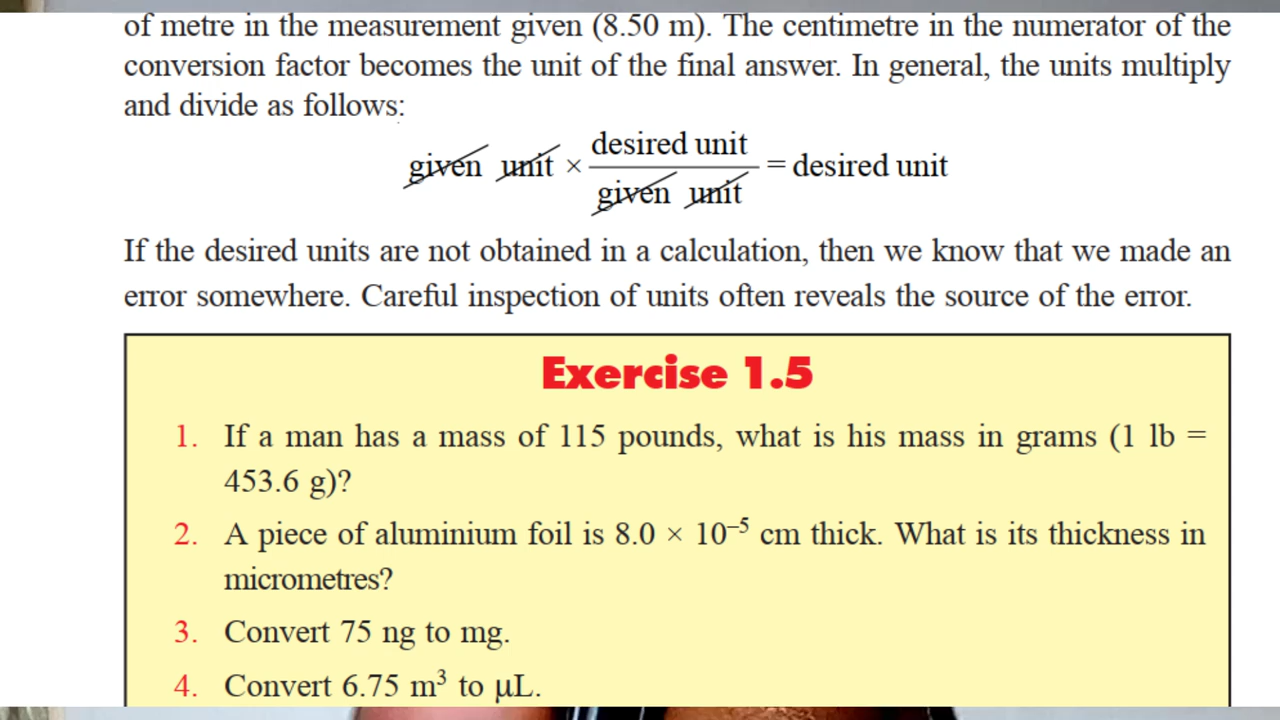 of metre in the measurement given (8.50 m). The centimetre in the numerator of the
conversion factor becomes the unit of the final answer. In general, the units multiply
and divide as follows:
given unit × desired unit / given unit = desired unit
If the desired units are not obtained in a calculation, then we know that we made an
error somewhere. Careful inspection of units often reveals the source of the error.
Exercise 1.5
1. If a man has a mass of 115 pounds, what is his mass in grams (1 lb =
453.6 g)?
2. A piece of aluminium foil is 8.0 × 10⁻⁵ cm thick. What is its thickness in
micrometres?
3. Convert 75 ng to mg.
4. Convert 6.75 m³ to μL.